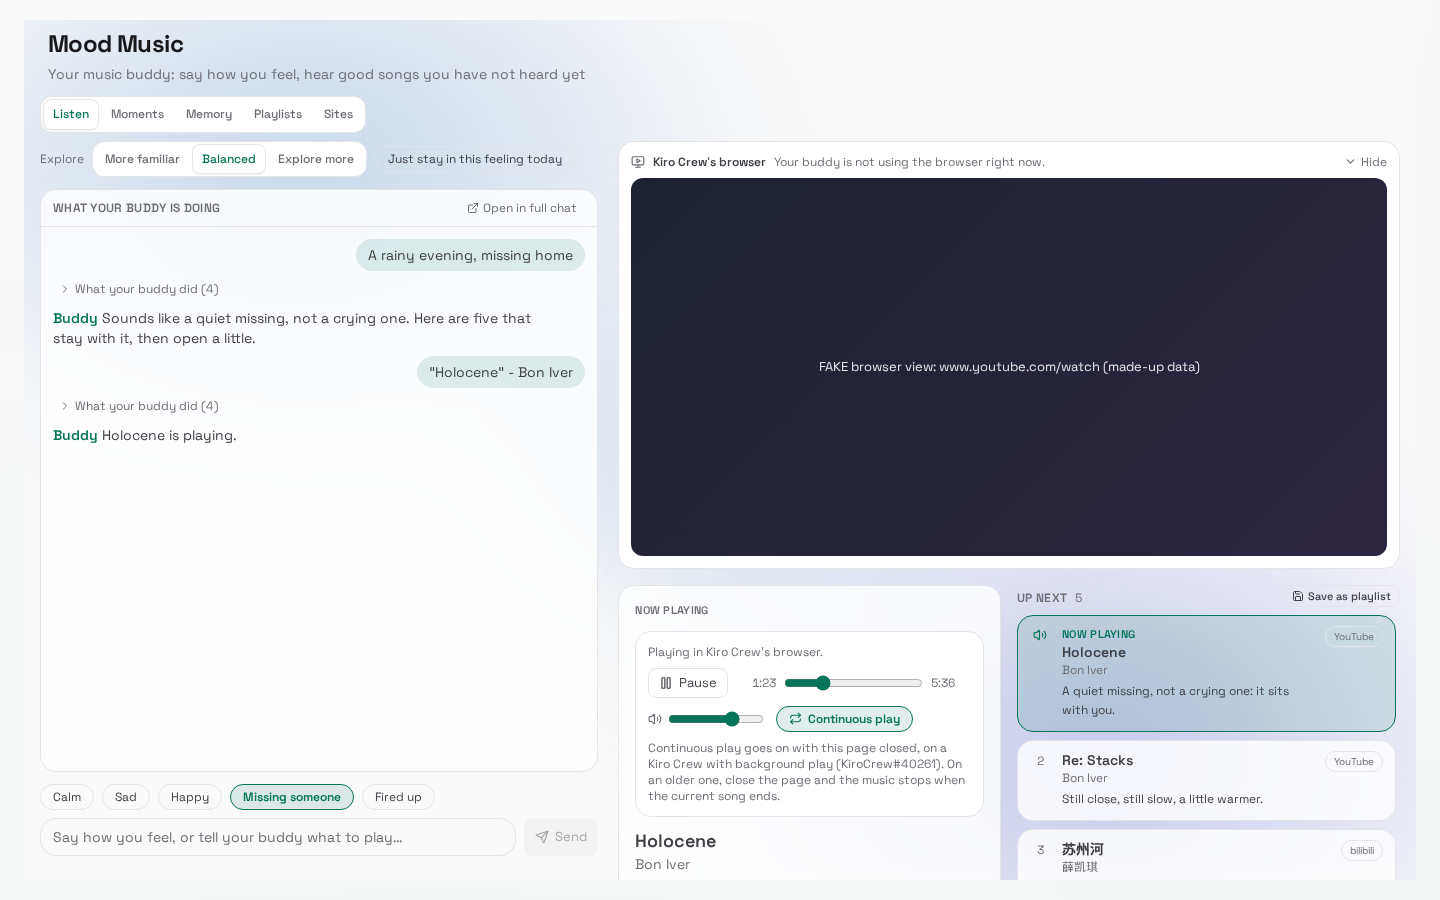 Mood Music
Your music buddy: say how you feel, hear good songs you have not heard yet
Listen Moments Memory Playlists Sites
Explore More familiar Balanced Explore more Just stay in this feeling today
WHAT YOUR BUDDY IS DOING Open in full chat
A rainy evening, missing home
What your buddy did (4)
Buddy Sounds like a quiet missing, not a crying one. Here are five that
stay with it, then open a little.
"Holocene" - Bon Iver
What your buddy did (4)
Buddy Holocene is playing.
Calm Sad Happy Missing someone Fired up
Say how you feel, or tell your buddy what to play... Send
Kiro Crew's browser Your buddy is not using the browser right now. Hide
FAKE browser view: www.youtube.com/watch (made-up data)
NOW PLAYING
Playing in Kiro Crew's browser.
Pause 1:23 5:36
Continuous play
Continuous play goes on with this page closed, on a
Kiro Crew with background play (KiroCrew#40261). On
an older one, close the page and the music stops when
the current song ends.
Holocene
Bon Iver
UP NEXT 5 Save as playlist
NOW PLAYING YouTube
Holocene
Bon Iver
A quiet missing, not a crying one: it sits
with you.
2 Re: Stacks YouTube
Bon Iver
Still close, still slow, a little warmer.
3 苏州河 bilibili
薛凯琪